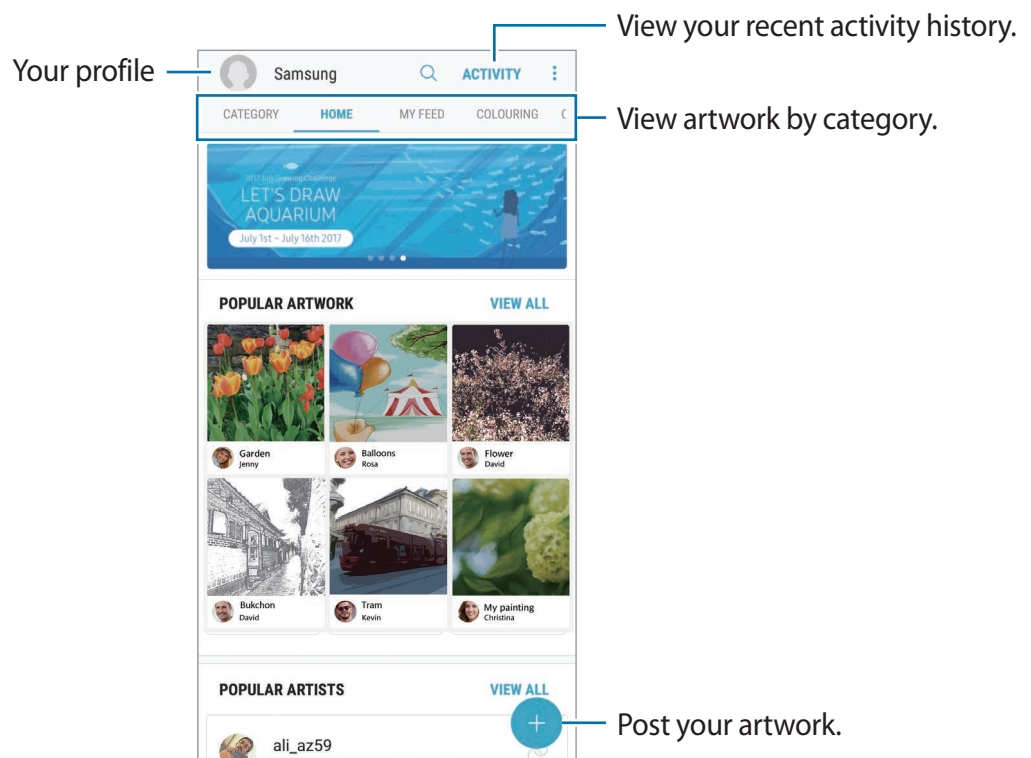 View your recent activity history.
Your profile
Samsung
ACTIVITY
CATEGORY
HOME
MY FEED
COLOURING
View artwork by category.
2017 July Drawing Challenge
LET'S DRAW
AQUARIUM
July 1st ~ July 16th 2017
POPULAR ARTWORK
VIEW ALL
Garden
Jenny
Balloons
Rosa
Flower
David
Bukchon
David
Tram
Kevin
My painting
Christina
POPULAR ARTISTS
VIEW ALL
Post your artwork.
ali_az59